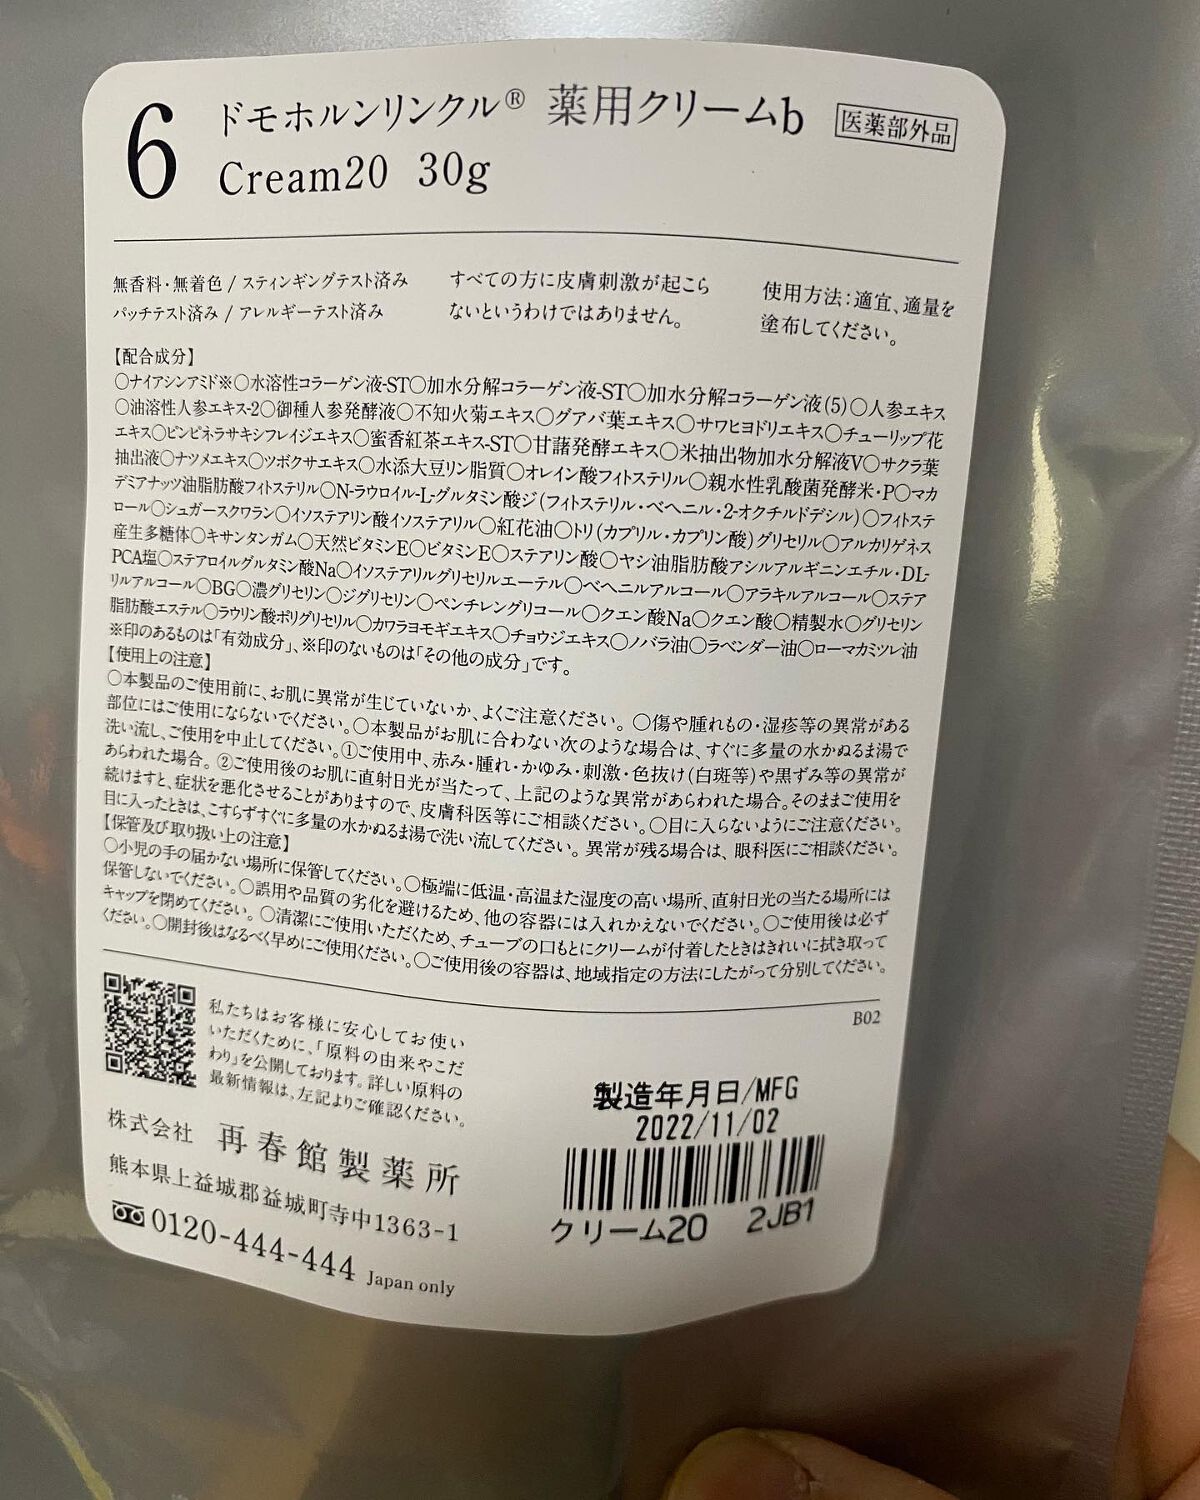 6
ドモホルンリンクル® 薬用クリームb 医薬部外品
Cream20 30g
無香料・無着色 / スティンギングテスト済み
パッチテスト済み / アレルギーテスト済み
すべての方に皮膚刺激が起こら
ないというわけではありません。
使用方法:適宜、適量を
塗布してください。
【配合成分】
○ナイアシンアミド※○水溶性コラーゲン液-ST○加水分解コラーゲン液-ST○加水分解コラーゲン液(5)○人参エキス
○油溶性人参エキス-2○御種人参発酵液○不知火菊エキス○グアバ葉エキス○サワヒヨドリエキス○チューリップ花
エキス○ピンピネラサキシフレイジエキス○蜜香紅茶エキス-ST○甘藷発酵エキス○米抽出物加水分解液V○サクラ葉
抽出液○ナツメエキス○ツボクサエキス○水添大豆リン脂質○オレイン酸フィトステリル○親水性乳酸菌発酵米・P○マカ
デミアナッツ油脂肪酸フィトステリル○N-ラウロイル-L-グルタミン酸ジ(フィトステリル・ベヘニル・2-オクチルドデシル)○フィトステ
ロール○シュガースクワラン○イソステアリン酸イソステアリル○紅花油○トリ(カプリル・カプリン酸)グリセリル○アルカリゲネス
産生多糖体○キサンタンガム○天然ビタミンE○ビタミンE○ステアリン酸○ヤシ油脂肪酸アシルアルギニンエチル・DL-
PCA塩○ステアロイルグルタミン酸Na○イソステアリルグリセリルエーテル○ベヘニルアルコール○アラキルアルコール○ステア
リルアルコール○BG○濃グリセリン○ジグリセリン○ペンチレングリコール○クエン酸Na○クエン酸○精製水○グリセリン
脂肪酸エステル○ラウリン酸ポリグリセリル○カワラヨモギエキス○チョウジエキス○ノバラ油○ラベンダー油○ローマカミツレ油
※印のあるものは「有効成分」、※印のないものは「その他の成分」です。
【使用上の注意】
○本製品のご使用前に、お肌に異常が生じていないか、よくご注意ください。○傷や腫れもの・湿疹等の異常がある
部位にはご使用にならないでください。○本製品がお肌に合わない次のような場合は、すぐに多量の水かぬるま湯で
洗い流し、ご使用を中止してください。①ご使用中、赤み・腫れ・かゆみ・刺激・色抜け(白斑等)や黒ずみ等の異常が
あらわれた場合。②ご使用後のお肌に直射日光が当たって、上記のような異常があらわれた場合。そのままご使用を
続けますと、症状を悪化させることがありますので、皮膚科医等にご相談ください。○目に入らないようにご注意ください。
目に入ったときは、こすらずすぐに多量の水かぬるま湯で洗い流してください。異常が残る場合は、眼科医にご相談ください。
【保管及び取り扱い上の注意】
○小児の手の届かない場所に保管してください。○極端に低温・高温また湿度の高い場所、直射日光の当たる場所には
保管しないでください。○誤用や品質の劣化を避けるため、他の容器には入れかえないでください。○ご使用後は必ず
キャップを閉めてください。○清潔にご使用いただくため、チューブの口もとにクリームが付着したときはきれいに拭き取って
ください。○開封後はなるべく早めにご使用ください。○ご使用後の容器は、地域指定の方法にしたがって分別してください。
B02
私たちはお客様に安心してお使い
いただくために、「原料の由来やこだ
わり」を公開しております。詳しい原料の
最新情報は、左記よりご確認ください。
株式会社 再春館製薬所
熊本県上益城郡益城町寺中1363-1
0120-444-444 Japan only
製造年月日/MFG
2022/11/02
クリーム20 2JB1